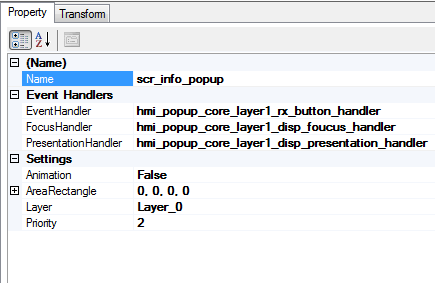 Property Transform
(Name)
Name scr_info_popup
Event Handlers
EventHandler hmi_popup_core_layer1_rx_button_handler
FocusHandler hmi_popup_core_layer1_disp_foucus_handler
PresentationHandler hmi_popup_core_layer1_disp_presentation_handler
Settings
Animation False
AreaRectangle 0, 0, 0, 0
Layer Layer_0
Priority 2